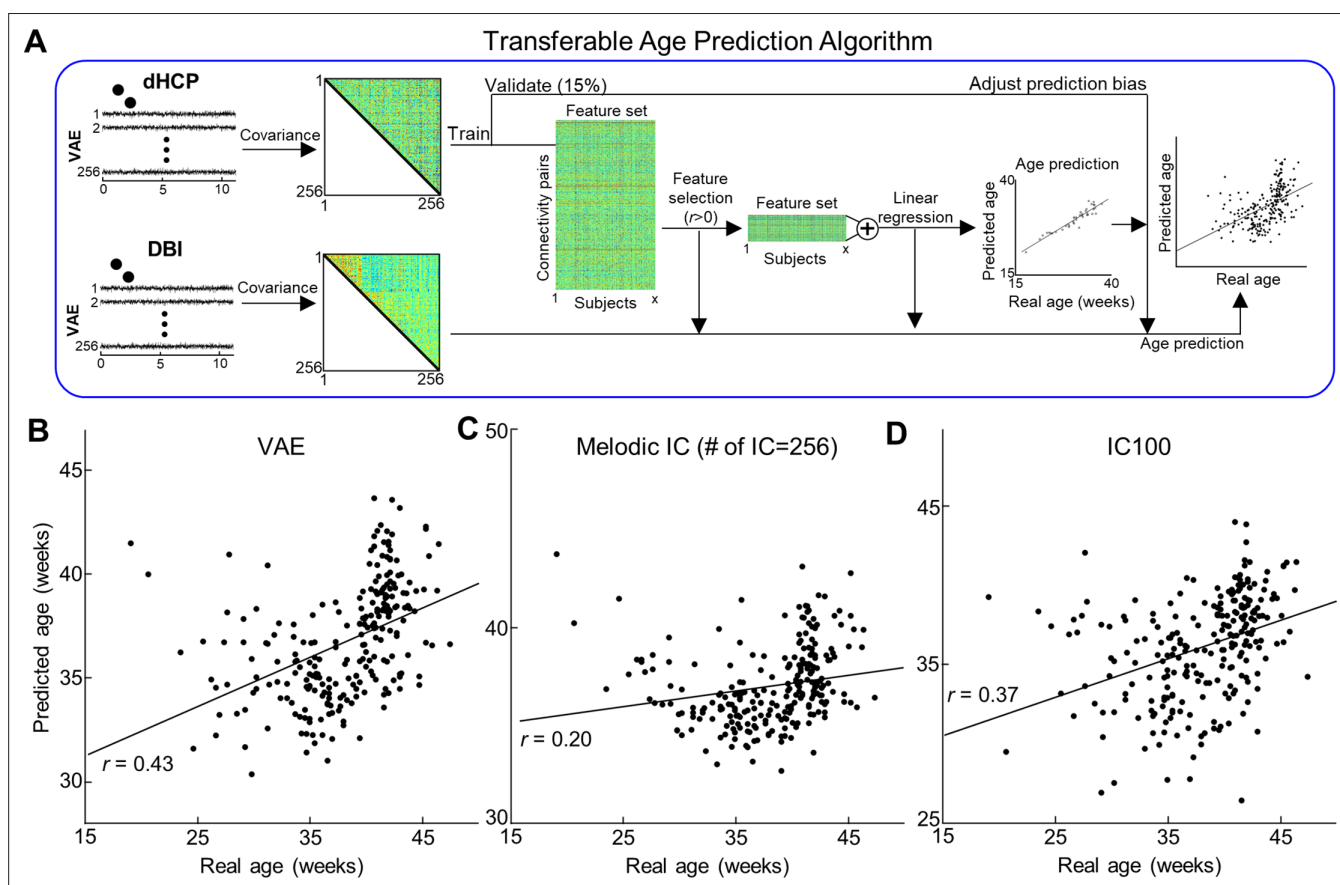 A
Transferable Age Prediction Algorithm
dHCP
VAE
1
2
256
0 5 10
Covariance
1
256
1 256
Train
Validate (15%)
Adjust prediction bias
Feature set
Connectivity pairs
1 x
Subjects
Feature
selection
(r>0)
Feature set
1 x
Subjects
+
Linear
regression
Age prediction
Predicted age
40
15
15 40
Real age (weeks)
Predicted age
Real age
DBI
VAE
1
2
256
0 5 10
Covariance
1
256
1 256
Age prediction
B
VAE
Predicted age (weeks)
45
40
35
30
r = 0.43
15 25 35 45
Real age (weeks)
C
Melodic IC (# of IC=256)
50
40
30
r = 0.20
15 25 35 45
Real age (weeks)
D
IC100
45
35
25
r = 0.37
15 25 35 45
Real age (weeks)